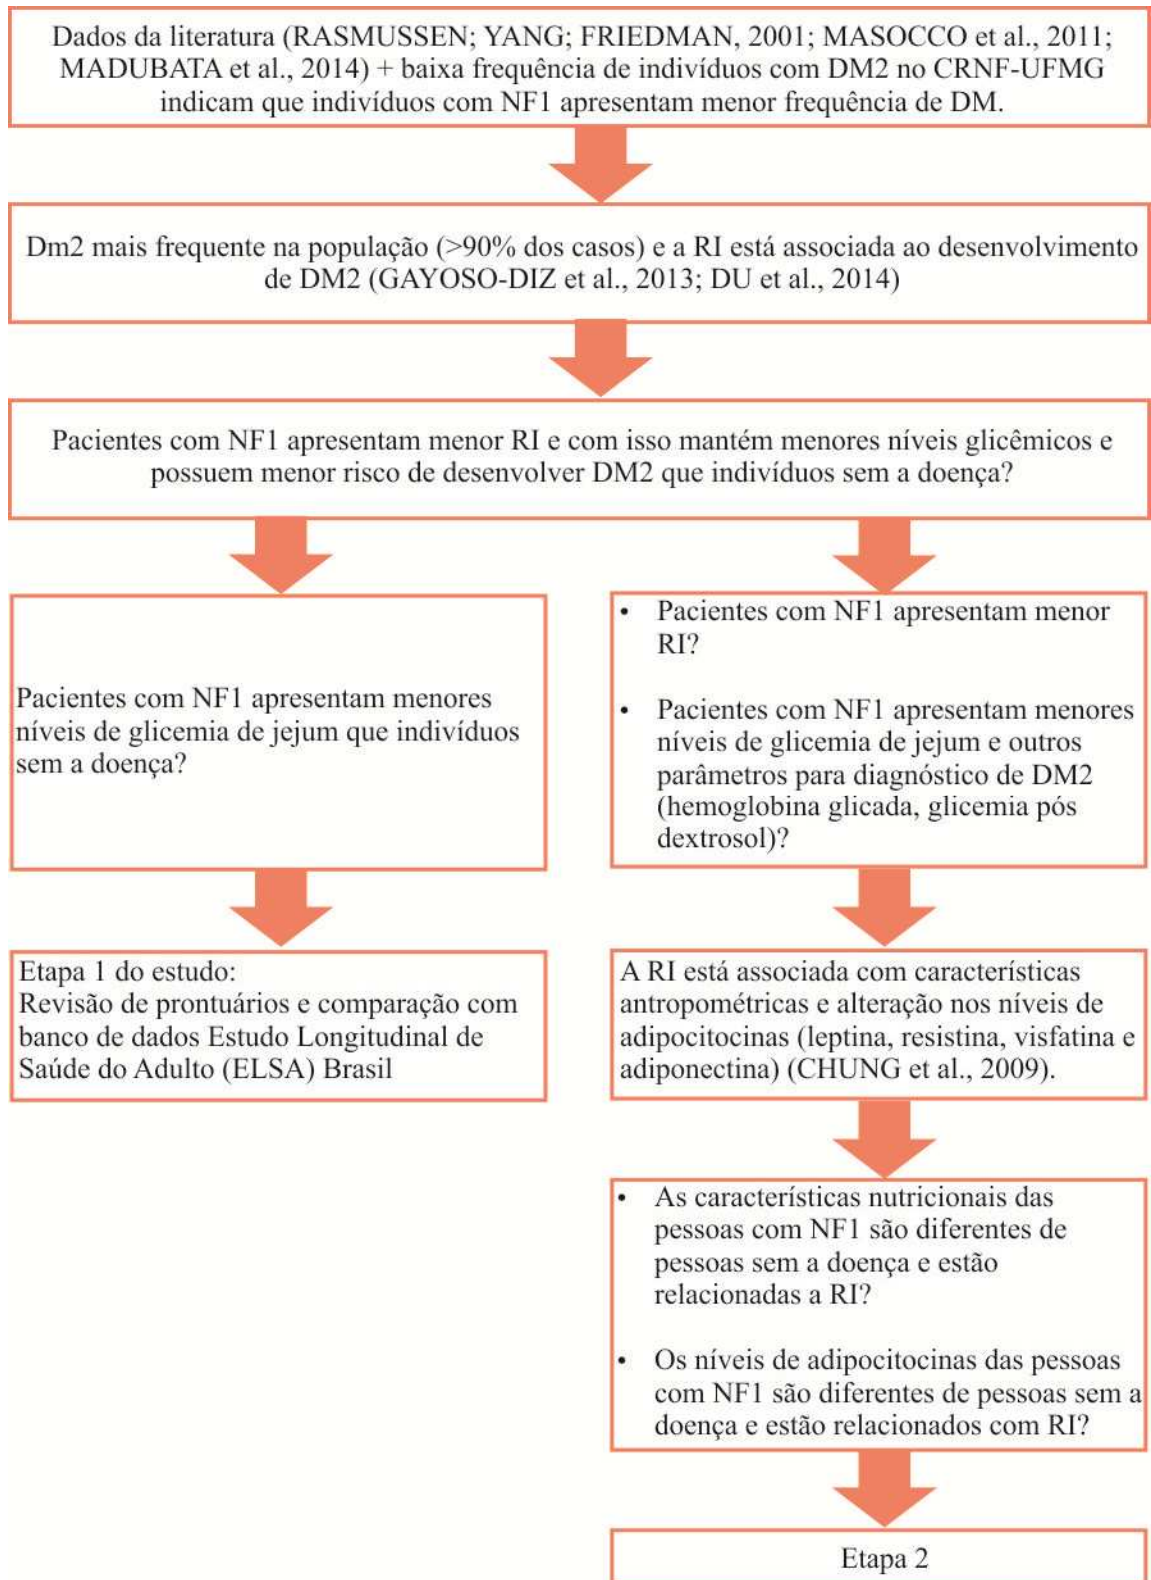 Dados da literatura (RASMUSSEN; YANG; FRIEDMAN, 2001; MASOCCO et al., 2011;
MADUBATA et al., 2014) + baixa frequência de indivíduos com DM2 no CRNF-UFMG
indicam que indivíduos com NF1 apresentam menor frequência de DM.
Dm2 mais frequente na população (>90% dos casos) e a RI está associada ao desenvolvimento
de DM2 (GAYOSO-DIZ et al., 2013; DU et al., 2014)
Pacientes com NF1 apresentam menor RI e com isso mantém menores níveis glicêmicos e
possuem menor risco de desenvolver DM2 que indivíduos sem a doença?
Pacientes com NF1 apresentam menores
níveis de glicemia de jejum que indivíduos
sem a doença?
Etapa 1 do estudo:
Revisão de prontuários e comparação com
banco de dados Estudo Longitudinal de
Saúde do Adulto (ELSA) Brasil
• Pacientes com NF1 apresentam menor
RI?
• Pacientes com NF1 apresentam menores
níveis de glicemia de jejum e outros
parâmetros para diagnóstico de DM2
(hemoglobina glicada, glicemia pós
dextrosol)?
A RI está associada com características
antropométricas e alteração nos níveis de
adipocitocinas (leptina, resistina, visfatina e
adiponectina) (CHUNG et al., 2009).
• As características nutricionais das
pessoas com NF1 são diferentes de
pessoas sem a doença e estão
relacionadas a RI?
• Os níveis de adipocitocinas das pessoas
com NF1 são diferentes de pessoas sem a
doença e estão relacionados com RI?
Etapa 2